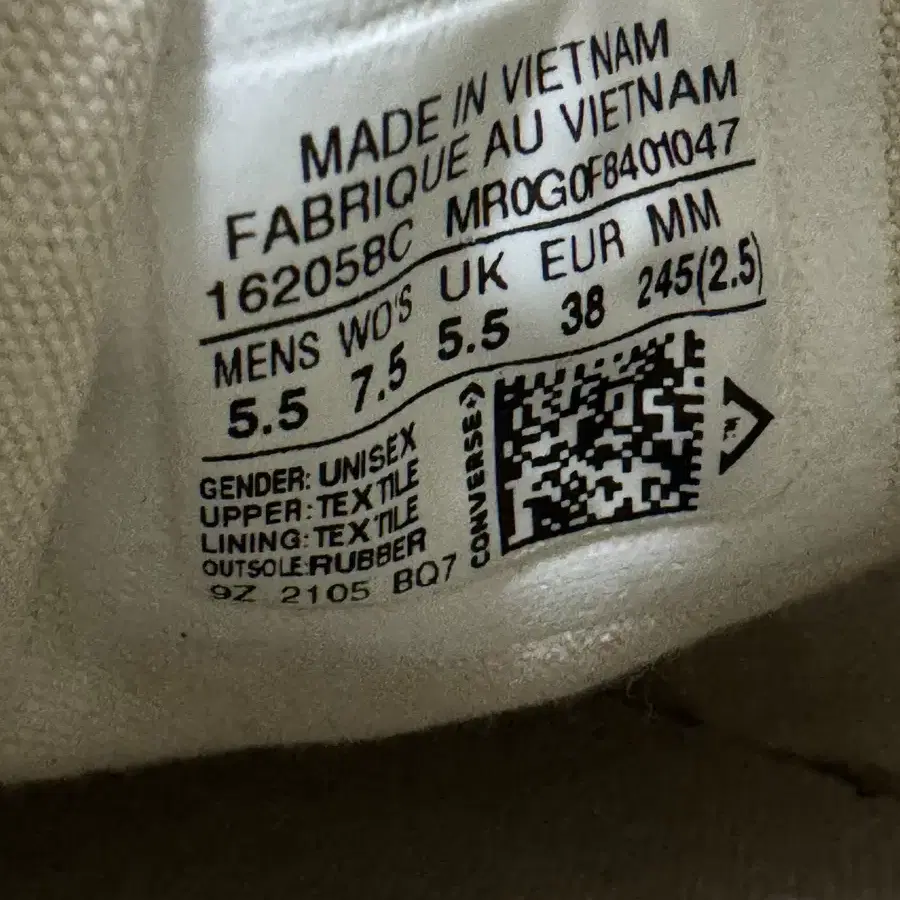 MADE IN VIETNAM
FABRIQUE AU VIETNAM
162058C MR0G0F8401047
MENS WO'S UK EUR MM
5.5 7.5 5.5 38 245(2.5)
GENDER: UNISEX
UPPER: TEXTILE
LINING: TEXTILE
OUTSOLE: RUBBER
9Z 2105 BQ7
CONVERSE